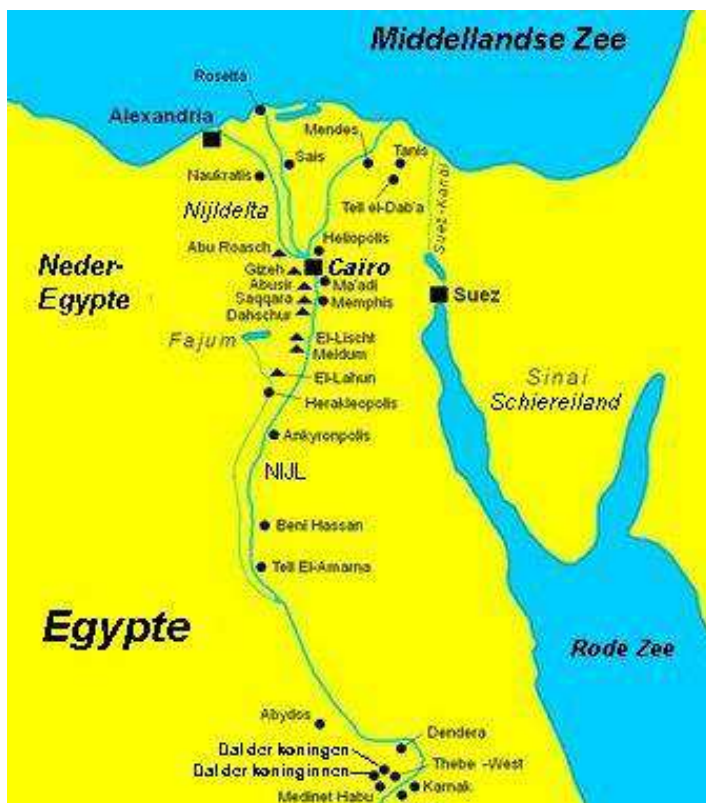 Middellandse Zee
Rosetta
Alexandria
Mendes
Tanis
Sais
Naukratis
Tell el-Dab'a
Nijldelta
Suez-Kanal
Heliopolis
Abu Roasch
Neder-
Egypte
Gizeh
Caïro
Abusir
Ma'adi
Saqqara
Memphis
Suez
Dahschur
Fajum
El-Lischt
Meidum
El-Lahun
Sinai
Schiereiland
Herakleopolis
Ankyronpolis
NIJL
Beni Hassan
Tell El-Amarna
Egypte
Rode Zee
Abydos
Dendera
Dal der koningen
Thebe -West
Dal der koninginnen
Karnak
Medinet Habu